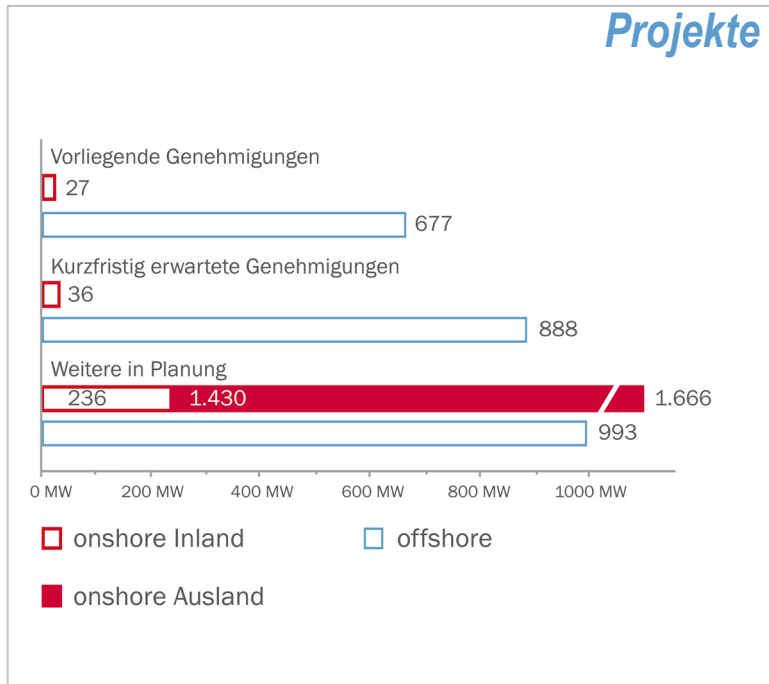 Projekte
Vorliegende Genehmigungen
27
677
Kurzfristig erwartete Genehmigungen
36
888
Weitere in Planung
236 1.430 1.666
993
0 MW 200 MW 400 MW 600 MW 800 MW 1000 MW
onshore Inland offshore
onshore Ausland